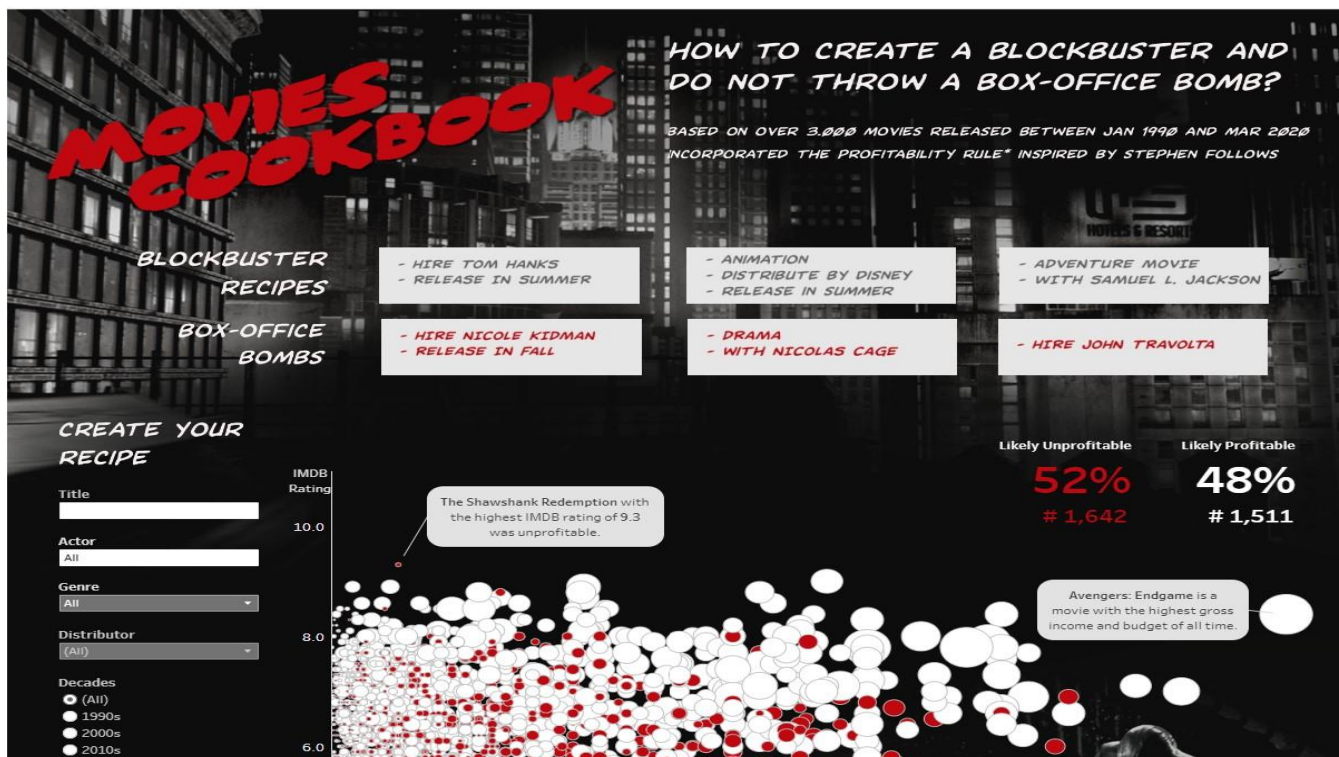 MOVIES
COOKBOOK
HOW TO CREATE A BLOCKBUSTER AND
DO NOT THROW A BOX-OFFICE BOMB?
BASED ON OVER 3.000 MOVIES RELEASED BETWEEN JAN 1990 AND MAR 2020
INCORPORATED THE PROFITABILITY RULE* INSPIRED BY STEPHEN FOLLOWS
HOTELS & RESORT
BLOCKBUSTER
RECIPES
- HIRE TOM HANKS
- RELEASE IN SUMMER
- ANIMATION
- DISTRIBUTE BY DISNEY
- RELEASE IN SUMMER
- ADVENTURE MOVIE
- WITH SAMUEL L. JACKSON
BOX-OFFICE
BOMBS
- HIRE NICOLE KIDMAN
- RELEASE IN FALL
- DRAMA
- WITH NICOLAS CAGE
- HIRE JOHN TRAVOLTA
CREATE YOUR
RECIPE
Title
Actor
All
Genre
All
Distributor
(All)
Decades
(All)
1990s
2000s
2010s
IMDB
Rating
10.0
8.0
6.0
The Shawshank Redemption with
the highest IMDB rating of 9.3
was unprofitable.
Likely Unprofitable
52%
# 1,642
Likely Profitable
48%
# 1,511
Avengers: Endgame is a
movie with the highest gross
income and budget of all time.